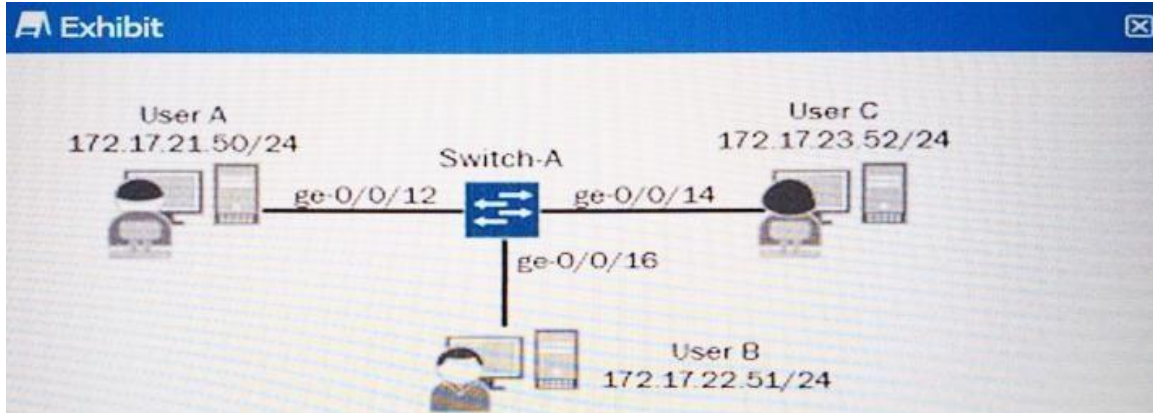 Exhibit
User A
172.17.21.50/24
User C
172.17.23.52/24
Switch-A
ge-0/0/12
ge-0/0/14
ge-0/0/16
User B
172.17.22.51/24